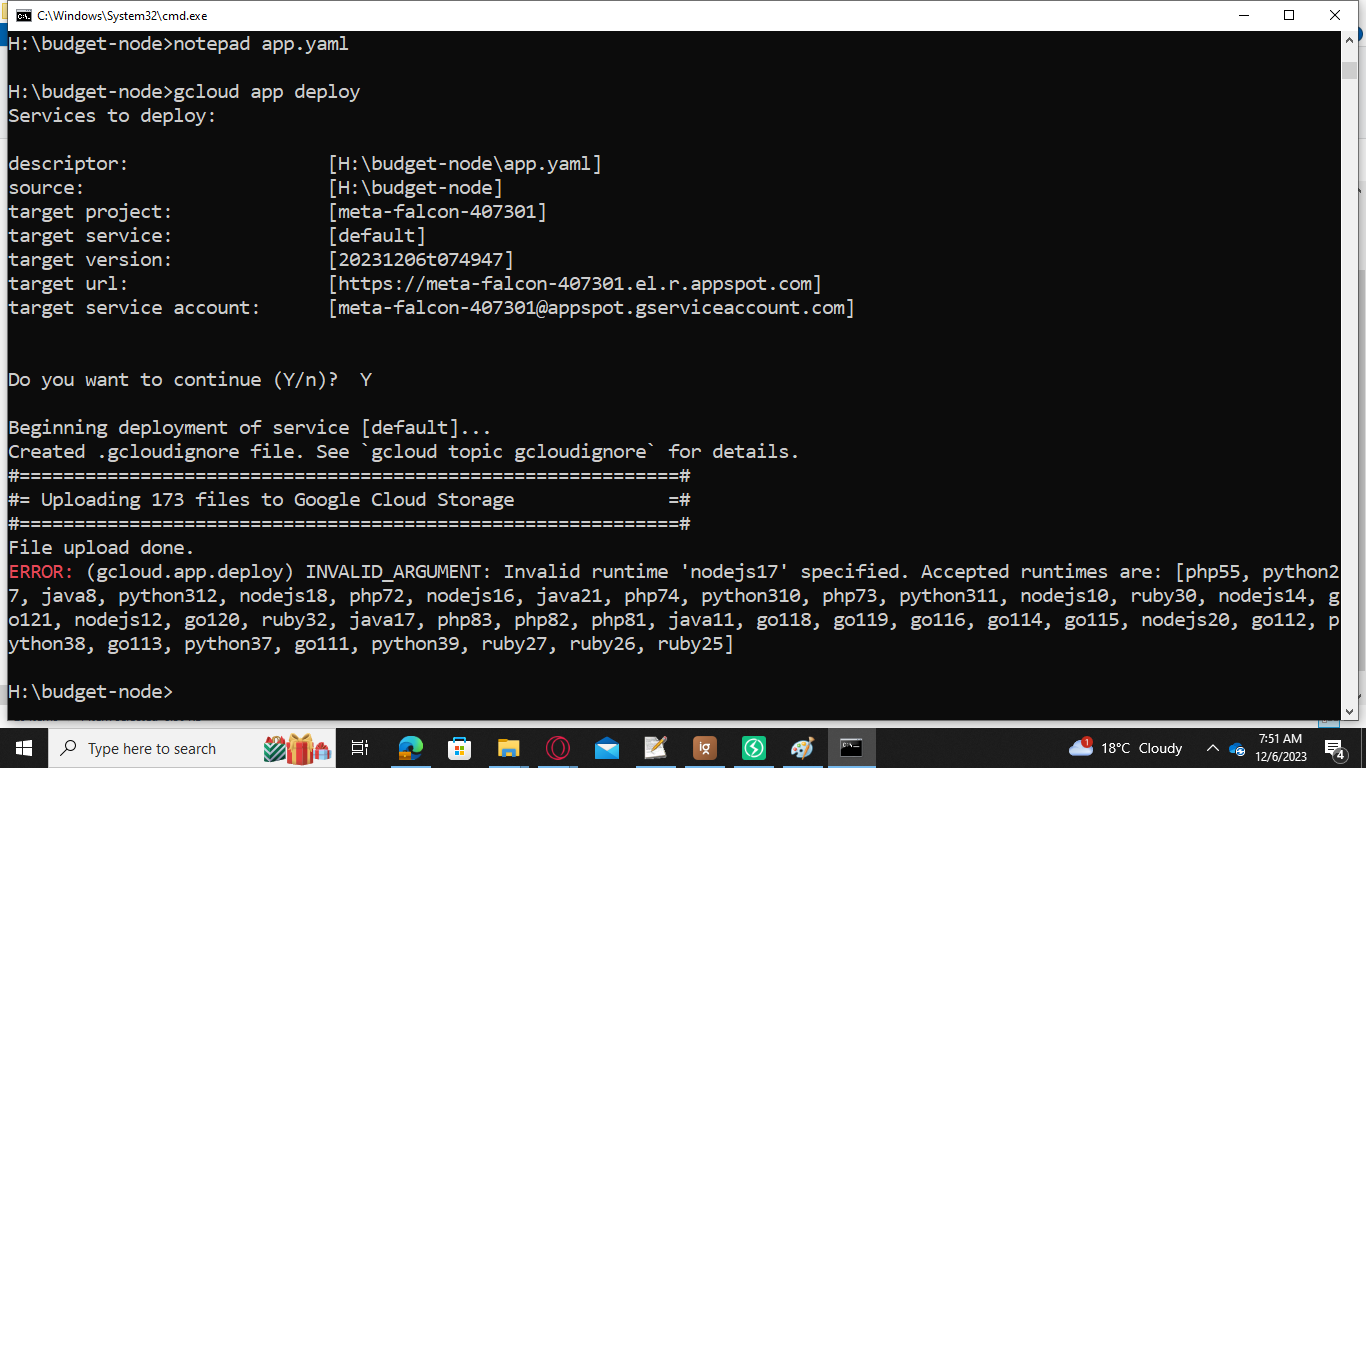 C:\Windows\System32\cmd.exe
H:\budget-node>notepad app.yaml
H:\budget-node>gcloud app deploy
Services to deploy:
descriptor: [H:\budget-node\app.yaml]
source: [H:\budget-node]
target project: [meta-falcon-407301]
target service: [default]
target version: [20231206t074947]
target url: [https://meta-falcon-407301.el.r.appspot.com]
target service account: [meta-falcon-407301@appspot.gserviceaccount.com]
Do you want to continue (Y/n)? Y
Beginning deployment of service [default]...
Created .gcloudignore file. See `gcloud topic gcloudignore` for details.
#============================================================#
#= Uploading 173 files to Google Cloud Storage =#
#============================================================#
File upload done.
ERROR: (gcloud.app.deploy) INVALID_ARGUMENT: Invalid runtime 'nodejs17' specified. Accepted runtimes are: [php55, python2
7, java8, python312, nodejs18, php72, nodejs16, java21, php74, python310, php73, python311, nodejs10, ruby30, nodejs14, g
o121, nodejs12, go120, ruby32, java17, php83, php82, php81, java11, go118, go119, go116, go114, go115, nodejs20, go112, p
ython38, go113, python37, go111, python39, ruby27, ruby26, ruby25]
H:\budget-node>
Type here to search
ig
1
18°C Cloudy
7:51 AM
12/6/2023
4